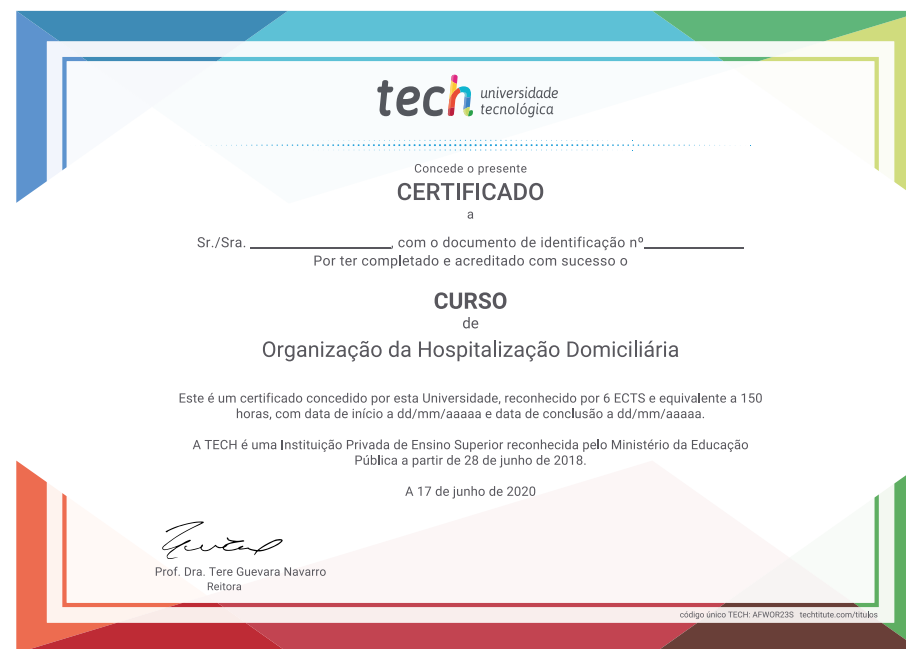 tech universidade
tecnológica
Concede o presente
CERTIFICADO
a
Sr./Sra. ____________________, com o documento de identificação nº______________
Por ter completado e acreditado com sucesso o
CURSO
de
Organização da Hospitalização Domiciliária
Este é um certificado concedido por esta Universidade, reconhecido por 6 ECTS e equivalente a 150
horas, com data de início a dd/mm/aaaaa e data de conclusão a dd/mm/aaaaa.
A TECH é uma Instituição Privada de Ensino Superior reconhecida pelo Ministério da Educação
Pública a partir de 28 de junho de 2018.
A 17 de junho de 2020
Prof. Dra. Tere Guevara Navarro
Reitora
código único TECH: AFWOR23S techtitute.com/titulos